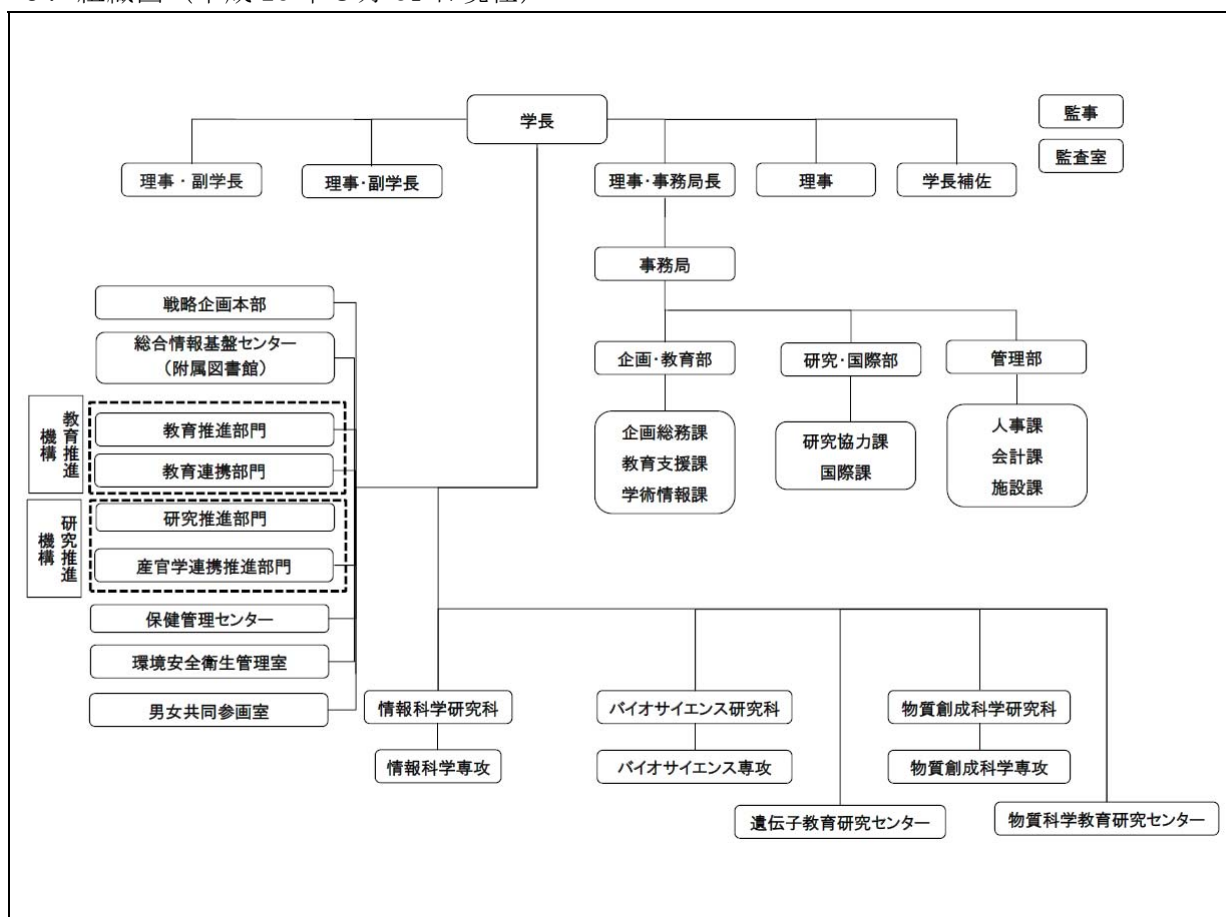 組織図（平成
学長
監事
監査室
理事・副学長
理事・副学長
理事・事務局長
理事
学長補佐
事務局
戦略企画本部
総合情報基盤センター
（附属図書館）
企画・教育部
研究・国際部
管理部
教育推進
機構
教育推進部門
教育連携部門
企画総務課
教育支援課
学術情報課
研究協力課
国際課
人事課
会計課
施設課
研究推進
機構
研究推進部門
産官学連携推進部門
保健管理センター
環境安全衛生管理室
男女共同参画室
情報科学研究科
バイオサイエンス研究科
物質創成科学研究科
情報科学専攻
バイオサイエンス専攻
物質創成科学専攻
遺伝子教育研究センター
物質科学教育研究センター